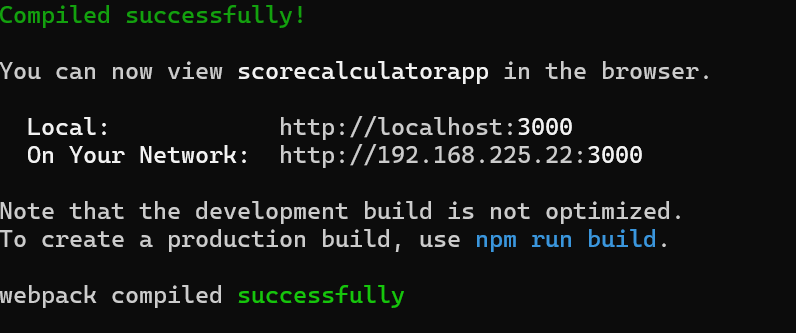 Compiled successfully!
You can now view scorecalculatorapp in the browser.
Local: http://localhost:3000
On Your Network: http://192.168.225.22:3000
Note that the development build is not optimized.
To create a production build, use npm run build.
webpack compiled successfully